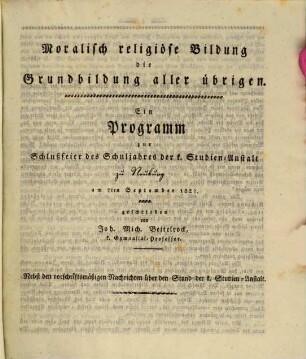 Moralisch religiöse Bildung
die
Grundbildung aller übrigen.
Ein
Programm
zur
Schlußfeier des Schuljahres der k. Studien-Anstalt
zu Neuburg
am 7ten September 1821.
geschrieben
von
Joh. Mich. Beitelrock,
k. Gymnasial-Professor.
Nebst den vorschriftmäßigen Nachrichten über den Stand der k. Studien-Anstalt.